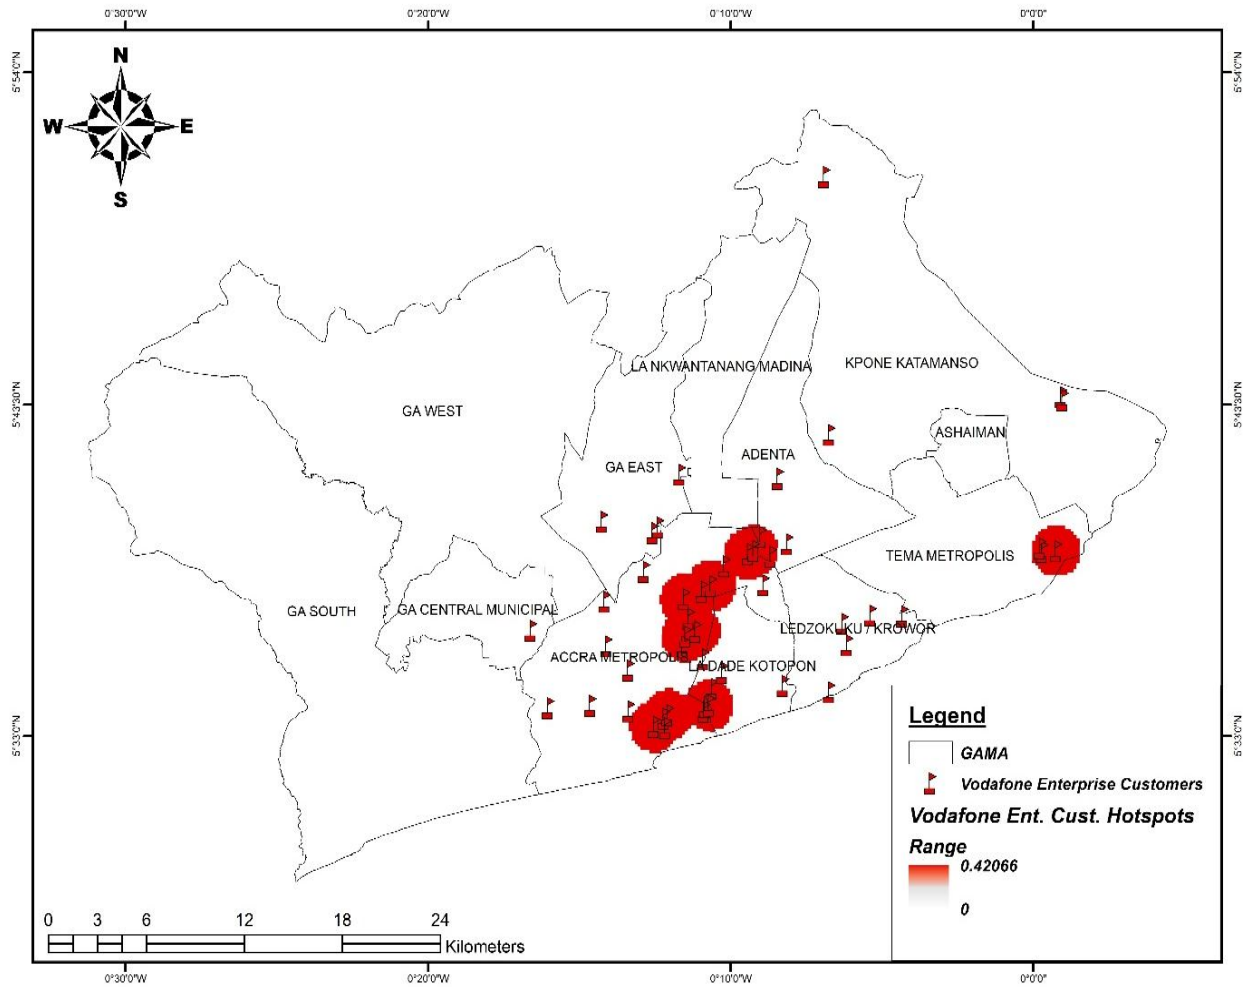 0°30'0"W 0°20'0"W 0°10'0"W 0°0'0"
5°54'0"N 5°54'0"N
N
W E
S
LA NKWANTANANG MADINA
KPONE KATAMANSO
5°43'30"N 5°43'30"N
GA WEST
ASHAIMAN
ADENTA
GA EAST
TEMA METROPOLIS
GA SOUTH
GA CENTRAL MUNICIPAL
LEDZOKUKU / KROWOR
ACCRA METROPOLIS
LA DADE KOTOPON
5°33'0"N 5°33'0"N
Legend
GAMA
Vodafone Enterprise Customers
Vodafone Ent. Cust. Hotspots
Range
0.42066
0
0 3 6 12 18 24
Kilometers
0°30'0"W 0°20'0"W 0°10'0"W 0°0'0"